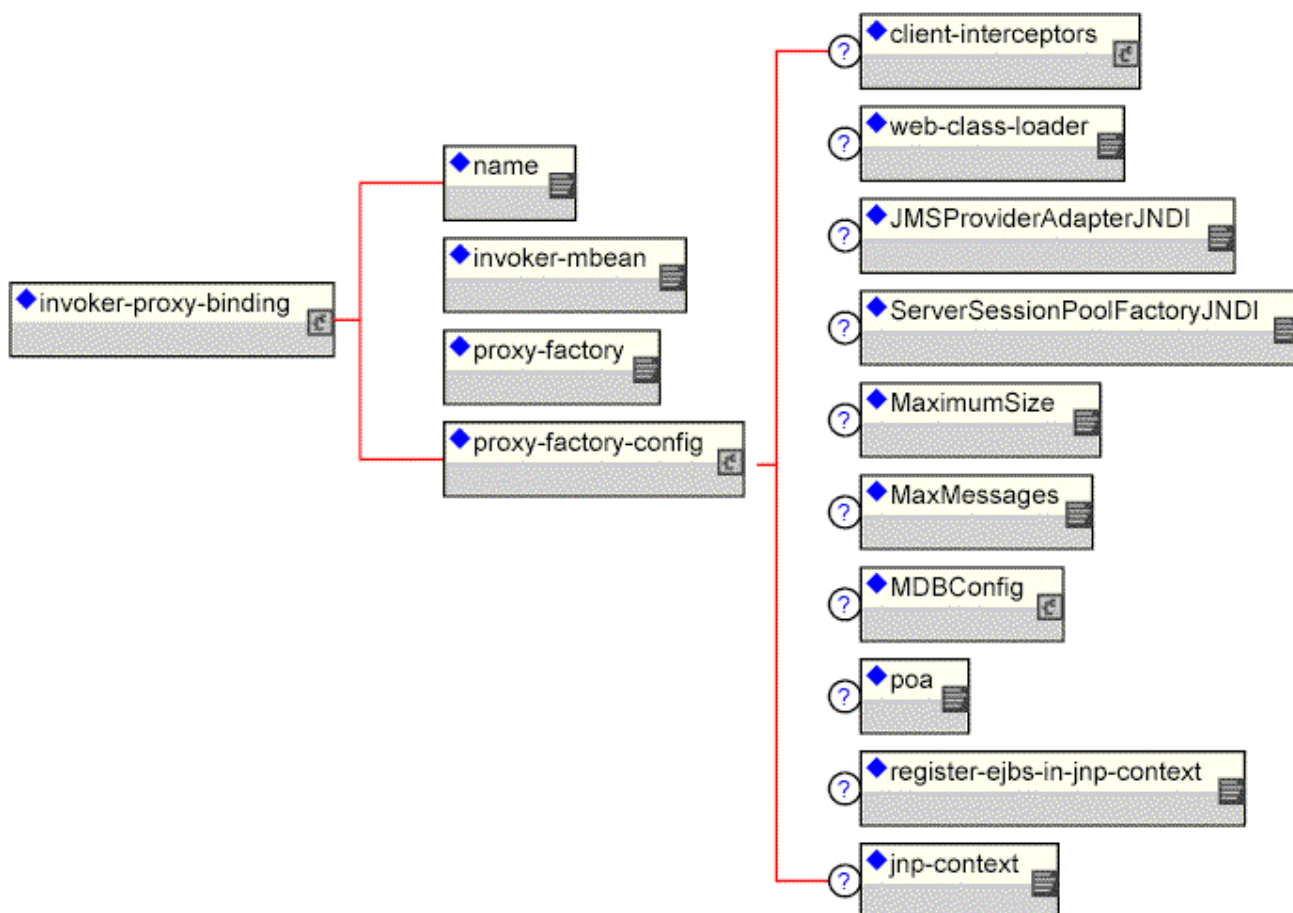 invoker-proxy-binding
name
invoker-mbean
proxy-factory
proxy-factory-config
? client-interceptors
? web-class-loader
? JMSProviderAdapterJNDI
? ServerSessionPoolFactoryJNDI
? MaximumSize
? MaxMessages
? MDBConfig
? poa
? register-ejbs-in-jnp-context
? jnp-context